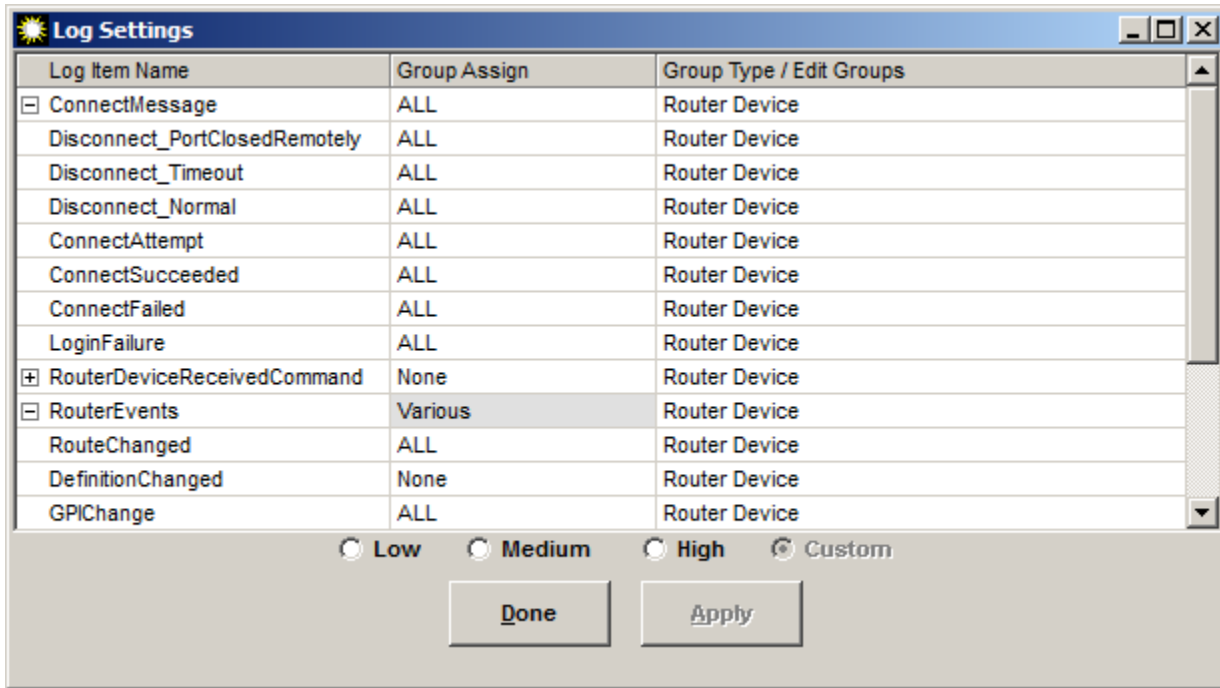 Log Settings
Log Item Name Group Assign Group Type / Edit Groups
ConnectMessage ALL Router Device
Disconnect_PortClosedRemotely ALL Router Device
Disconnect_Timeout ALL Router Device
Disconnect_Normal ALL Router Device
ConnectAttempt ALL Router Device
ConnectSucceeded ALL Router Device
ConnectFailed ALL Router Device
LoginFailure ALL Router Device
RouterDeviceReceivedCommand None Router Device
RouterEvents Various Router Device
RouteChanged ALL Router Device
DefinitionChanged None Router Device
GPIChange ALL Router Device
Low Medium High Custom
Done Apply